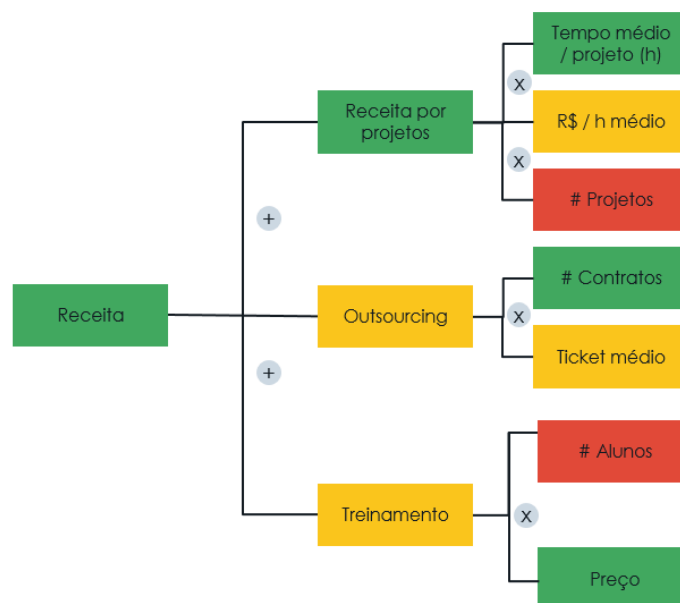 Tempo médio
/ projeto (h)
x
Receita por
projetos
R$ / h médio
x
# Projetos
+
# Contratos
Receita
Outsourcing
x
Ticket médio
+
# Alunos
Treinamento
x
Preço